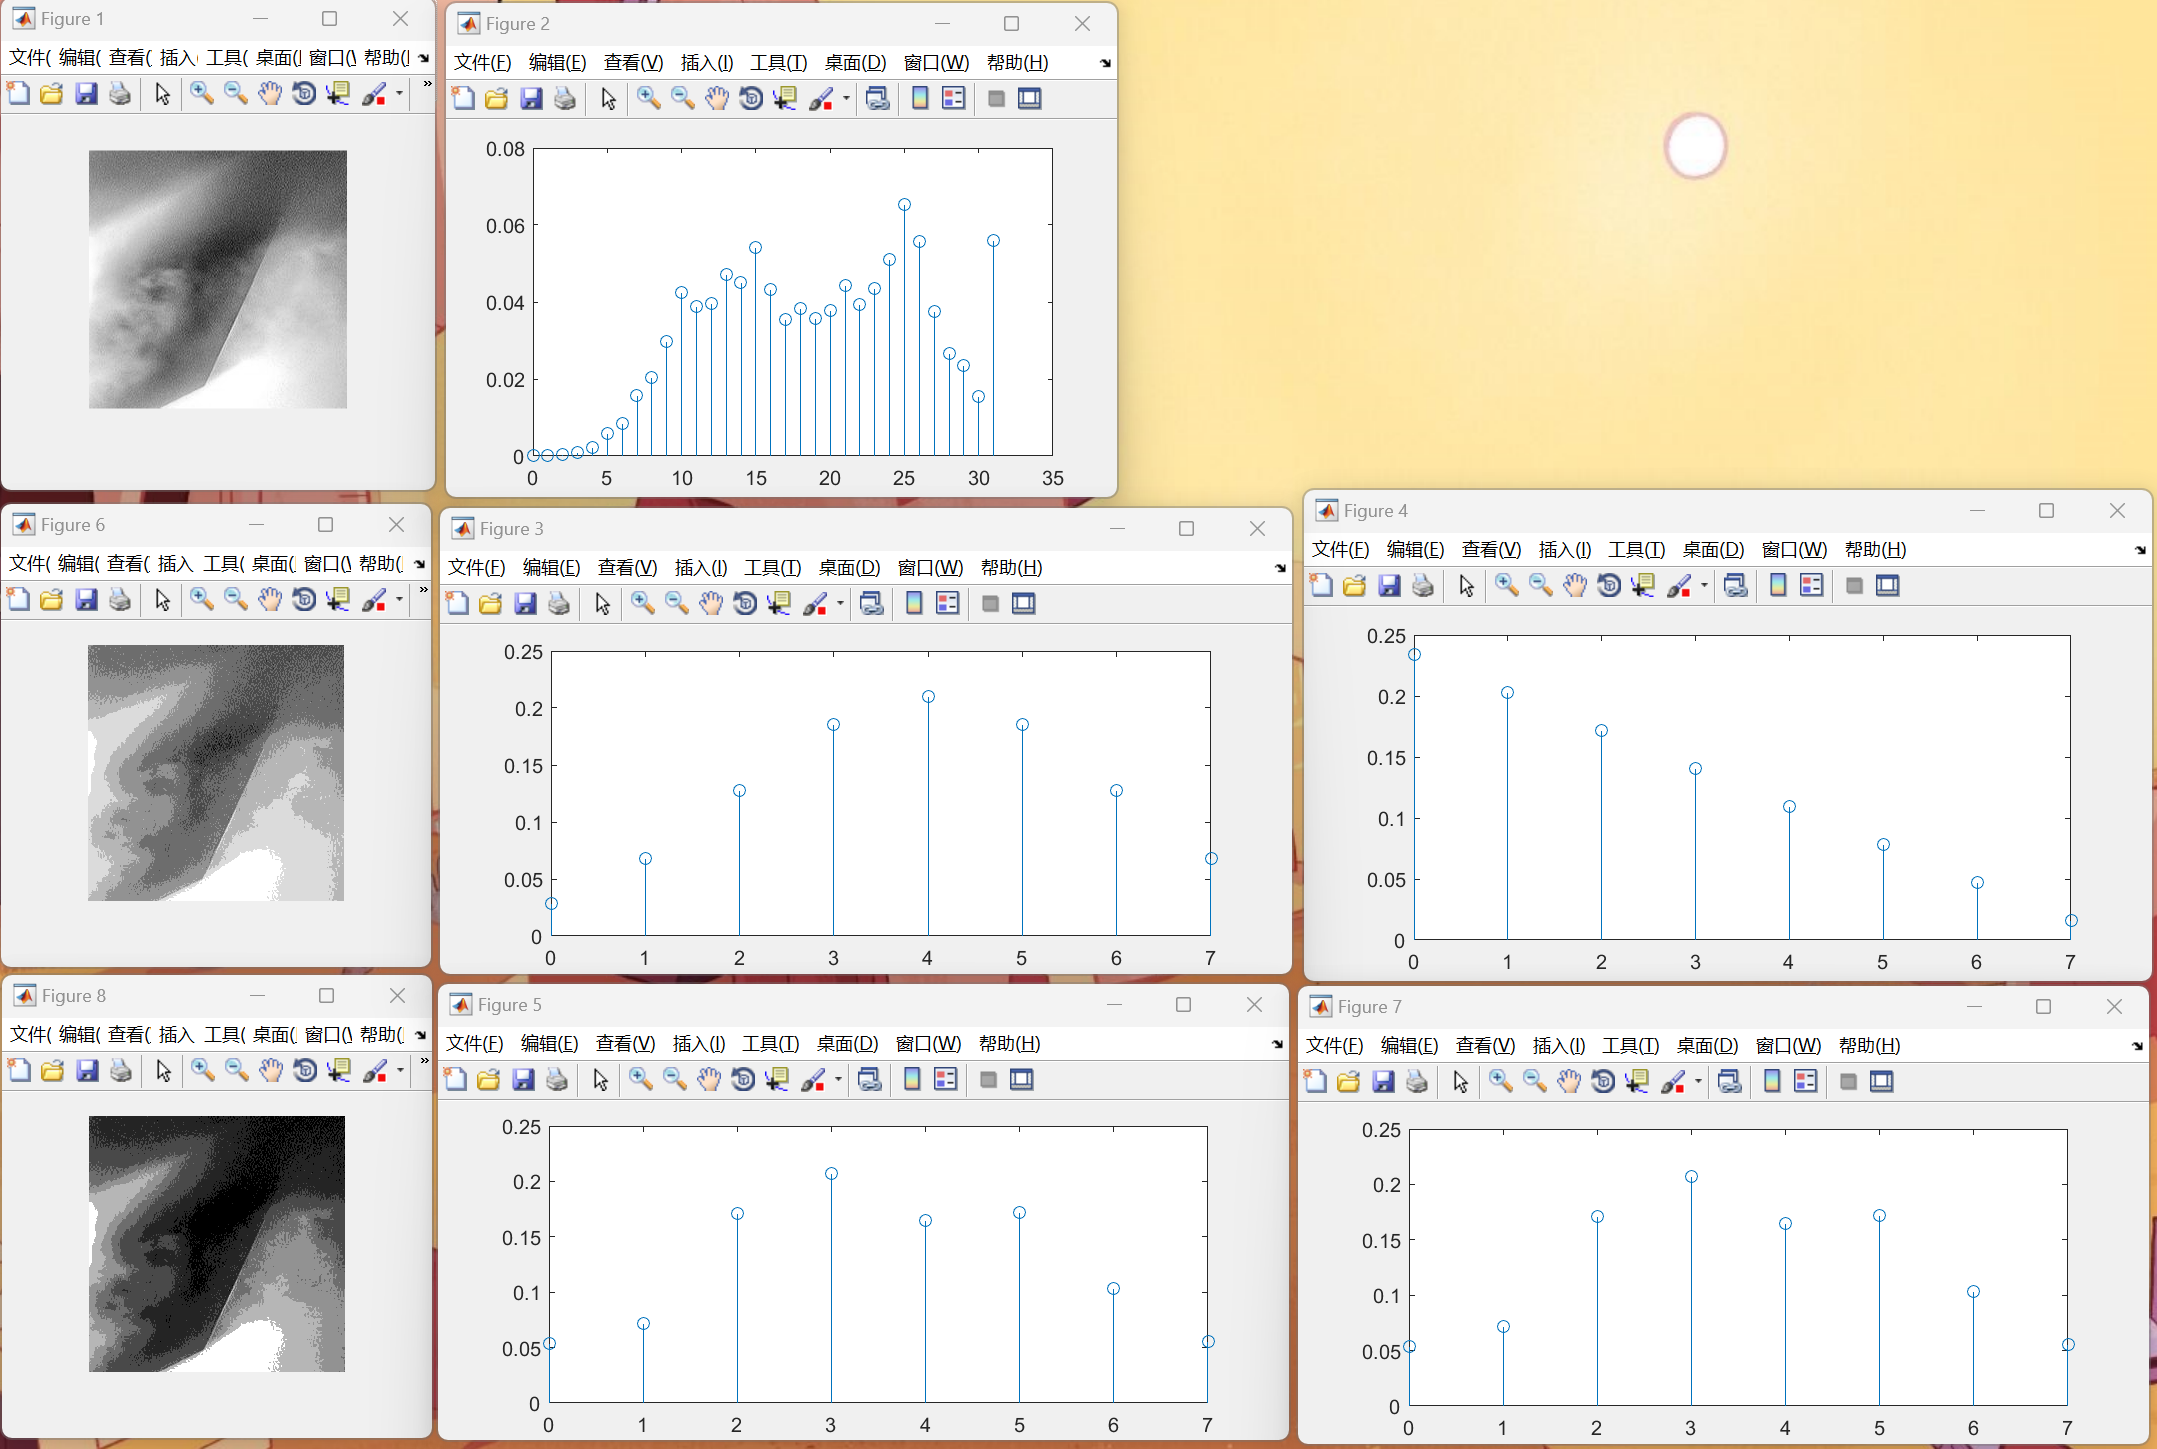 Figure 1
文件( 编辑( 查看( 插入( 工具( 桌面( 窗口(\ 帮助(
Figure 2
文件(F) 编辑(E) 查看(V) 插入(I) 工具(T) 桌面(D) 窗口(W) 帮助(H)
0.08
0.06
0.04
0.02
0
0 5 10 15 20 25 30 35
Figure 6
文件( 编辑( 查看( 插入 工具( 桌面( 窗口(\ 帮助(
Figure 3
文件(F) 编辑(E) 查看(V) 插入(I) 工具(T) 桌面(D) 窗口(W) 帮助(H)
0.25
0.2
0.15
0.1
0.05
0
0 1 2 3 4 5 6 7
Figure 4
文件(F) 编辑(E) 查看(V) 插入(I) 工具(T) 桌面(D) 窗口(W) 帮助(H)
0.25
0.2
0.15
0.1
0.05
0
0 1 2 3 4 5 6 7
Figure 8
文件( 编辑( 查看( 插入 工具( 桌面( 窗口(\ 帮助(
Figure 5
文件(F) 编辑(E) 查看(V) 插入(I) 工具(T) 桌面(D) 窗口(W) 帮助(H)
0.25
0.2
0.15
0.1
0.05
0
0 1 2 3 4 5 6 7
Figure 7
文件(F) 编辑(E) 查看(V) 插入(I) 工具(T) 桌面(D) 窗口(W) 帮助(H)
0.25
0.2
0.15
0.1
0.05
0
0 1 2 3 4 5 6 7